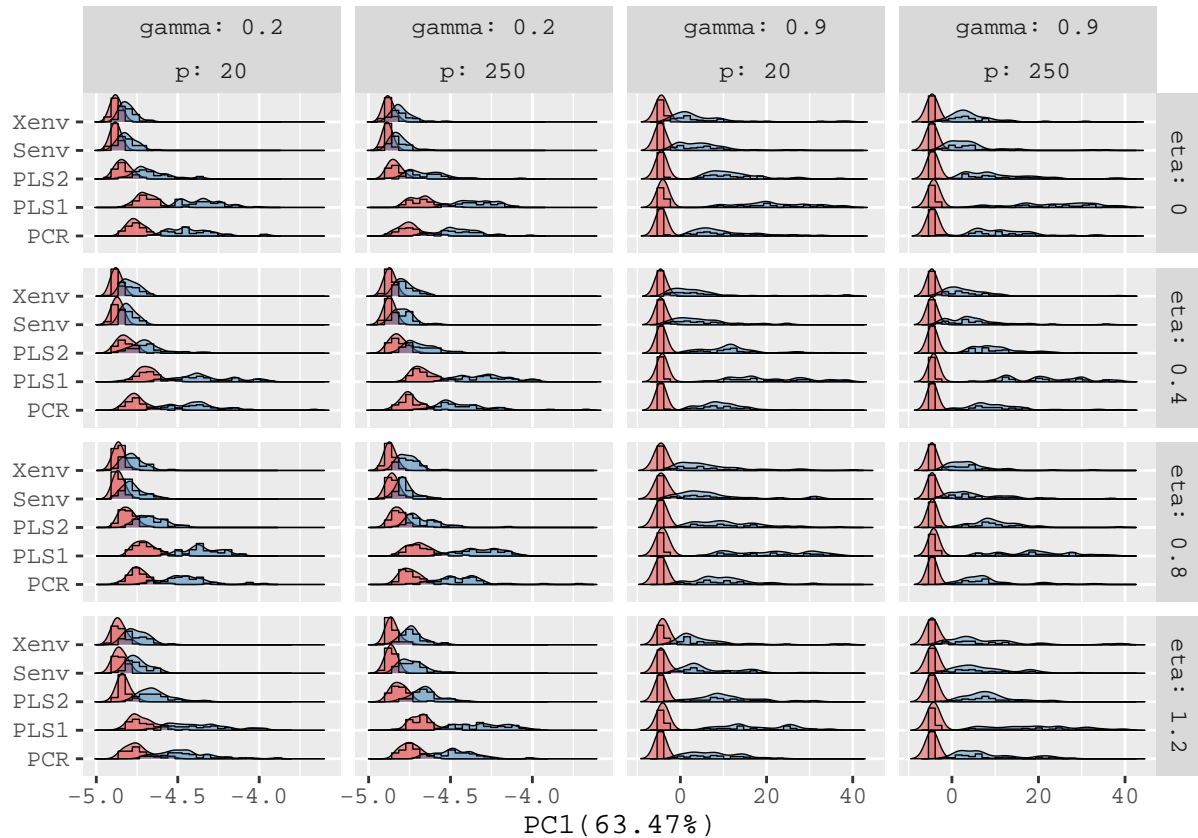 gamma: 0.2 gamma: 0.2 gamma: 0.9 gamma: 0.9
p: 20 p: 250 p: 20 p: 250
Xenv
Senv
PLS2
PLS1
PCR
eta: 0
Xenv
Senv
PLS2
PLS1
PCR
eta: 0.4
Xenv
Senv
PLS2
PLS1
PCR
eta: 0.8
Xenv
Senv
PLS2
PLS1
PCR
eta: 1.2
−5.0 −4.5 −4.0 −5.0 −4.5 −4.0 0 20 40 0 20 40
PC1(63.47%)